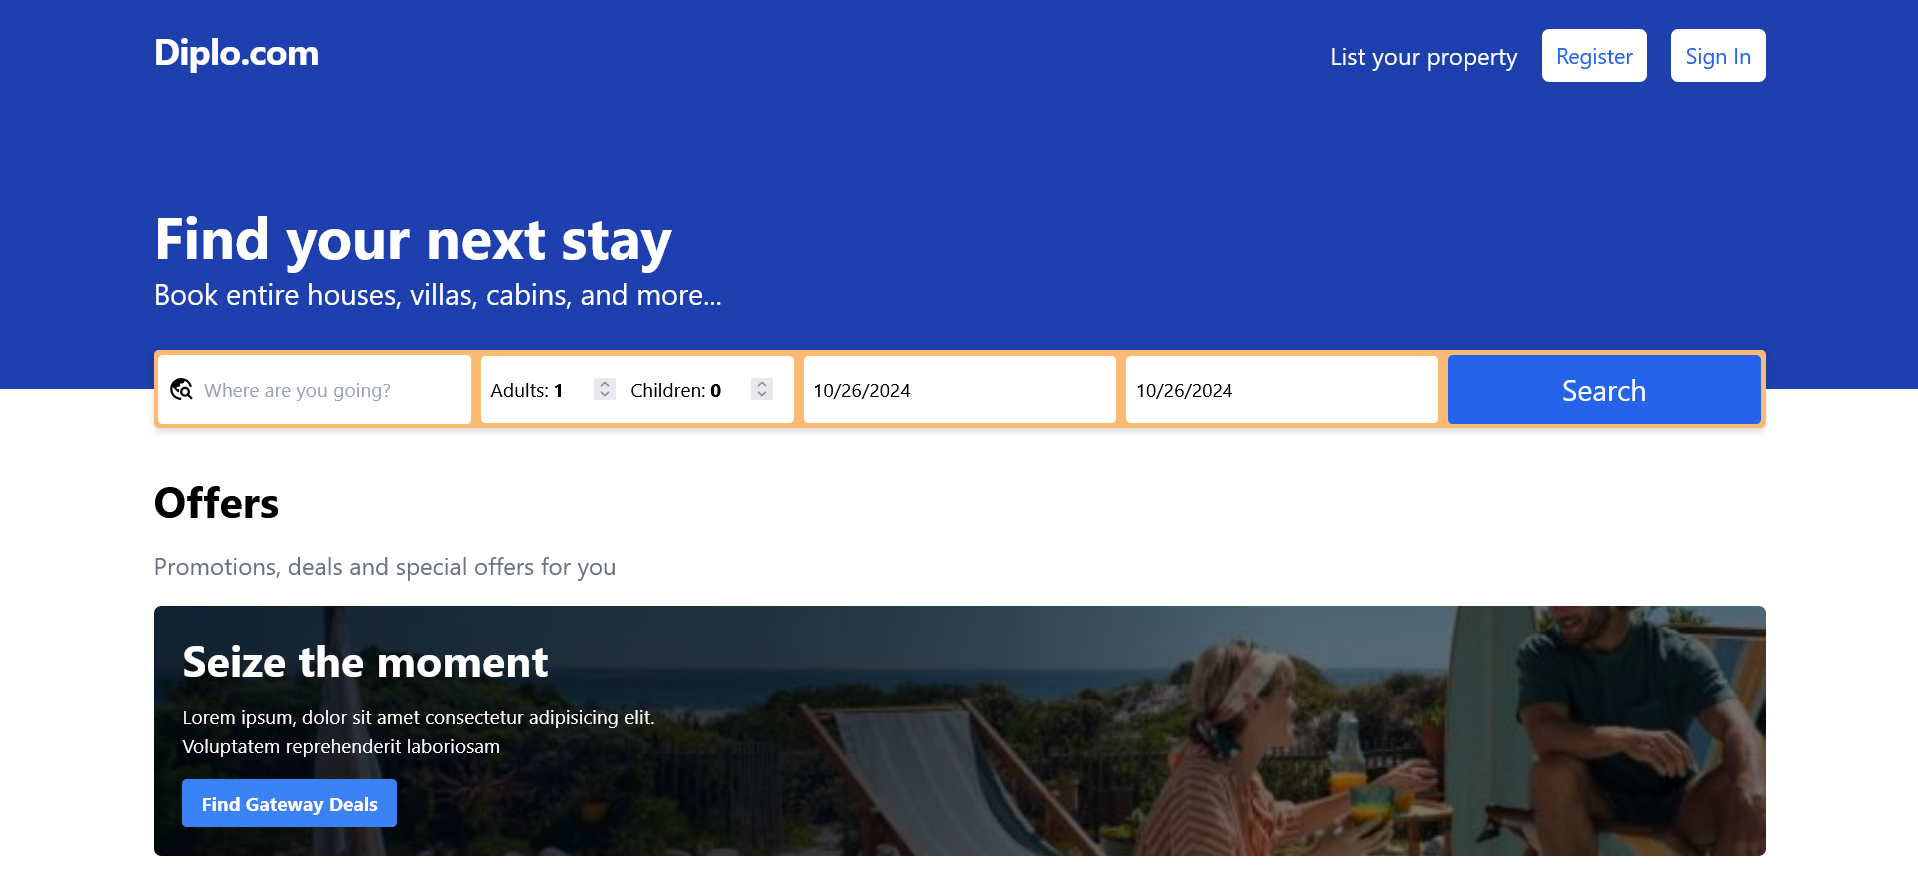 Diplo.com
List your property
Register
Sign In
Find your next stay
Book entire houses, villas, cabins, and more...
Where are you going?
Adults: 1
Children: 0
10/26/2024
10/26/2024
Search
Offers
Promotions, deals and special offers for you
Seize the moment
Lorem ipsum, dolor sit amet consectetur adipisicing elit.
Voluptatem reprehenderit laboriosam
Find Gateway Deals